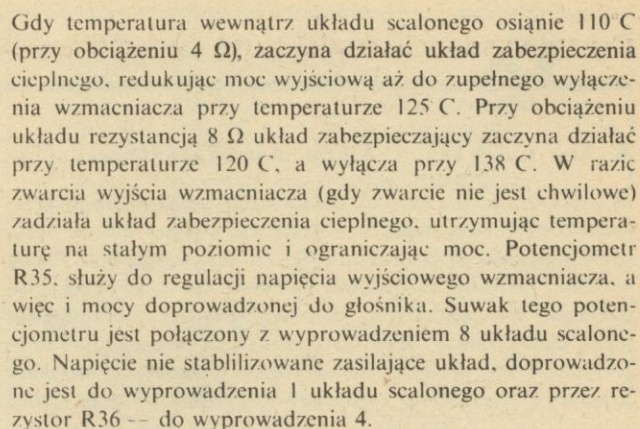 Gdy temperatura wewnątrz układu scalonego osiąnie 110°C
(przy obciążeniu 4 Ω), zaczyna działać układ zabezpieczenia
cieplnego, redukując moc wyjściową aż do zupełnego wyłącze-
nia wzmacniacza przy temperaturze 125 C. Przy obciążeniu
układu rezystancją 8 Ω układ zabezpieczający zaczyna działać
przy temperaturze 120 C, a wyłącza przy 138 C. W razie
zwarcia wyjścia wzmacniacza (gdy zwarcie nie jest chwilowe)
zadziała układ zabezpieczenia cieplnego, utrzymując tempera-
turę na stałym poziomie i ograniczając moc. Potencjometr
R35. służy do regulacji napięcia wyjściowego wzmacniacza, a
więc i mocy doprowadzonej do głośnika. Suwak tego poten-
cjometru jest połączony z wyprowadzeniem 8 układu scalone-
go. Napięcie nie stablilizowane zasilające układ, doprowadzo-
ne jest do wyprowadzenia 1 układu scalonego oraz przez re-
zystor R36 -- do wyprowadzenia 4.